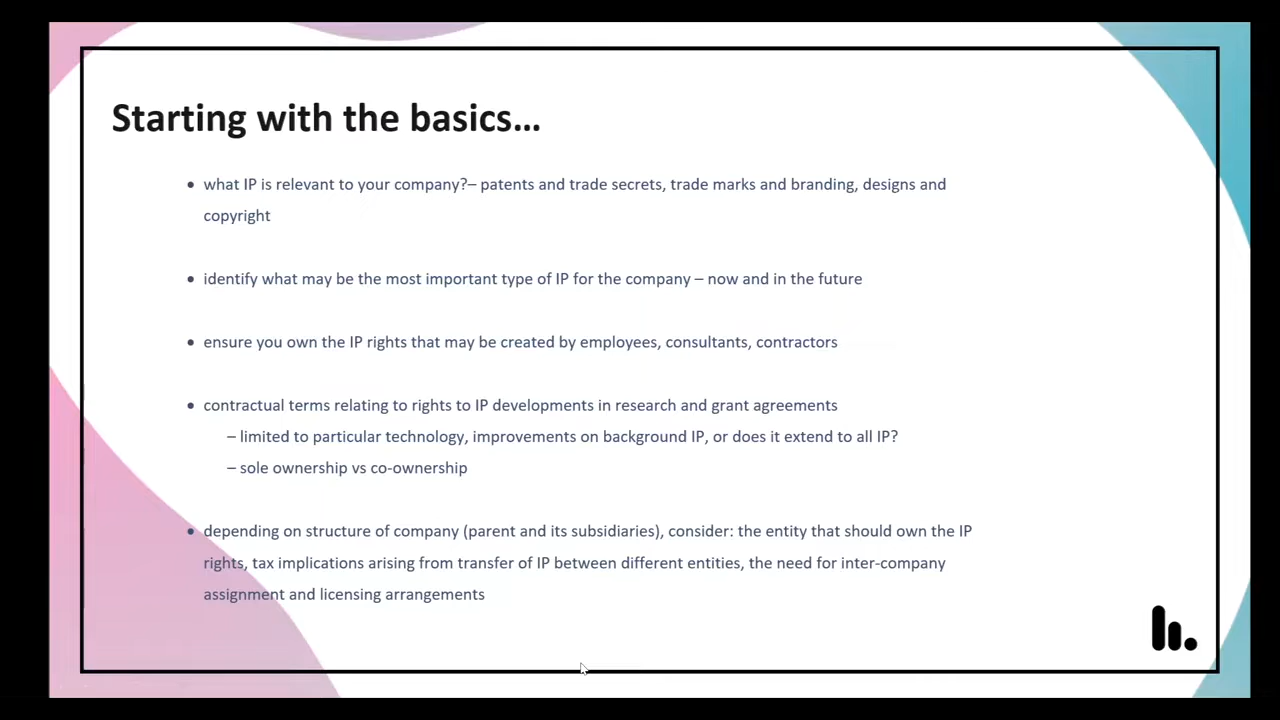 Starting with the basics...
• what IP is relevant to your company?– patents and trade secrets, trade marks and branding, designs and
copyright
• identify what may be the most important type of IP for the company – now and in the future
• ensure you own the IP rights that may be created by employees, consultants, contractors
• contractual terms relating to rights to IP developments in research and grant agreements
– limited to particular technology, improvements on background IP, or does it extend to all IP?
– sole ownership vs co-ownership
• depending on structure of company (parent and its subsidiaries), consider: the entity that should own the IP
rights, tax implications arising from transfer of IP between different entities, the need for inter-company
assignment and licensing arrangements